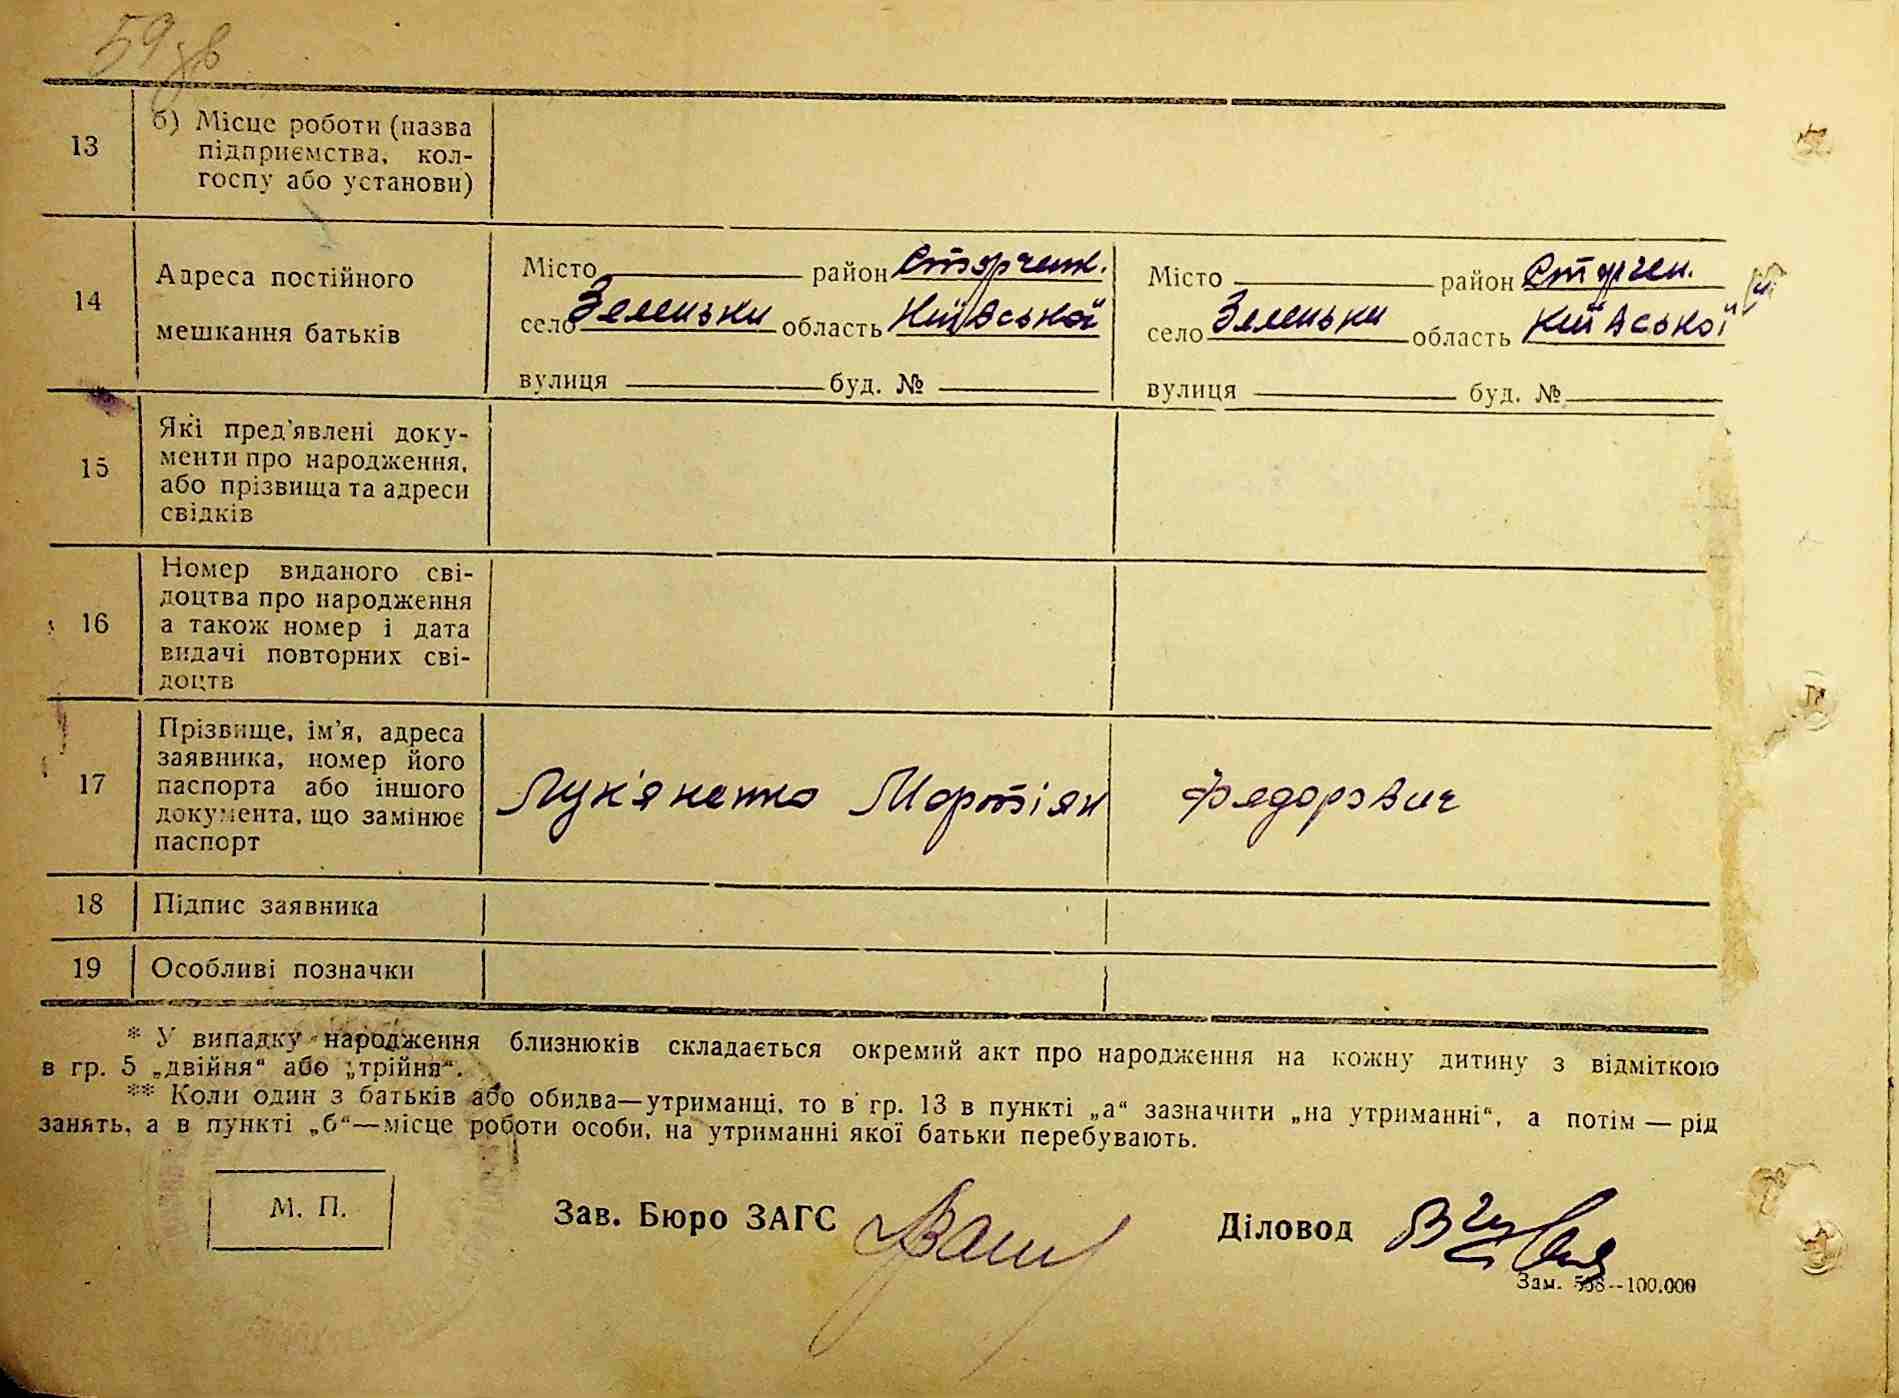 59 зв
13
б) Місце роботи (назва
підприємства, кол-
госпу або установи)
14
Адреса постійного
мешкання батьків
Місто район
село Зеленьки область Київської
вулиця буд. №
Місто район
село Зеленьки область Київської
вулиця буд. №
15
Які пред'явлені доку-
менти про народження,
або прізвища та адреси
свідків
16
Номер виданого сві-
доцтва про народження
а також номер і дата
видачі повторних сві-
доцтв
17
Прізвище, ім'я, адреса
заявника, номер його
паспорта або іншого
документа, що замінює
паспорт
Лук'яненко Мортіян Федорович
18 Підпис заявника
19 Особливі позначки
* У випадку народження близнюків складається окремий акт про народження на кожну дитину з відміткою
в гр. 5 „двійня“ або „трійня“.
** Коли один з батьків або обидва—утриманці, то в гр. 13 в пункті „а“ зазначити „на утриманні“, а потім — рід
занять, а в пункті „б“—місце роботи особи, на утриманні якої батьки перебувають.
М. П.
Зав. Бюро ЗАГС
Діловод
Зам. 558--100.000